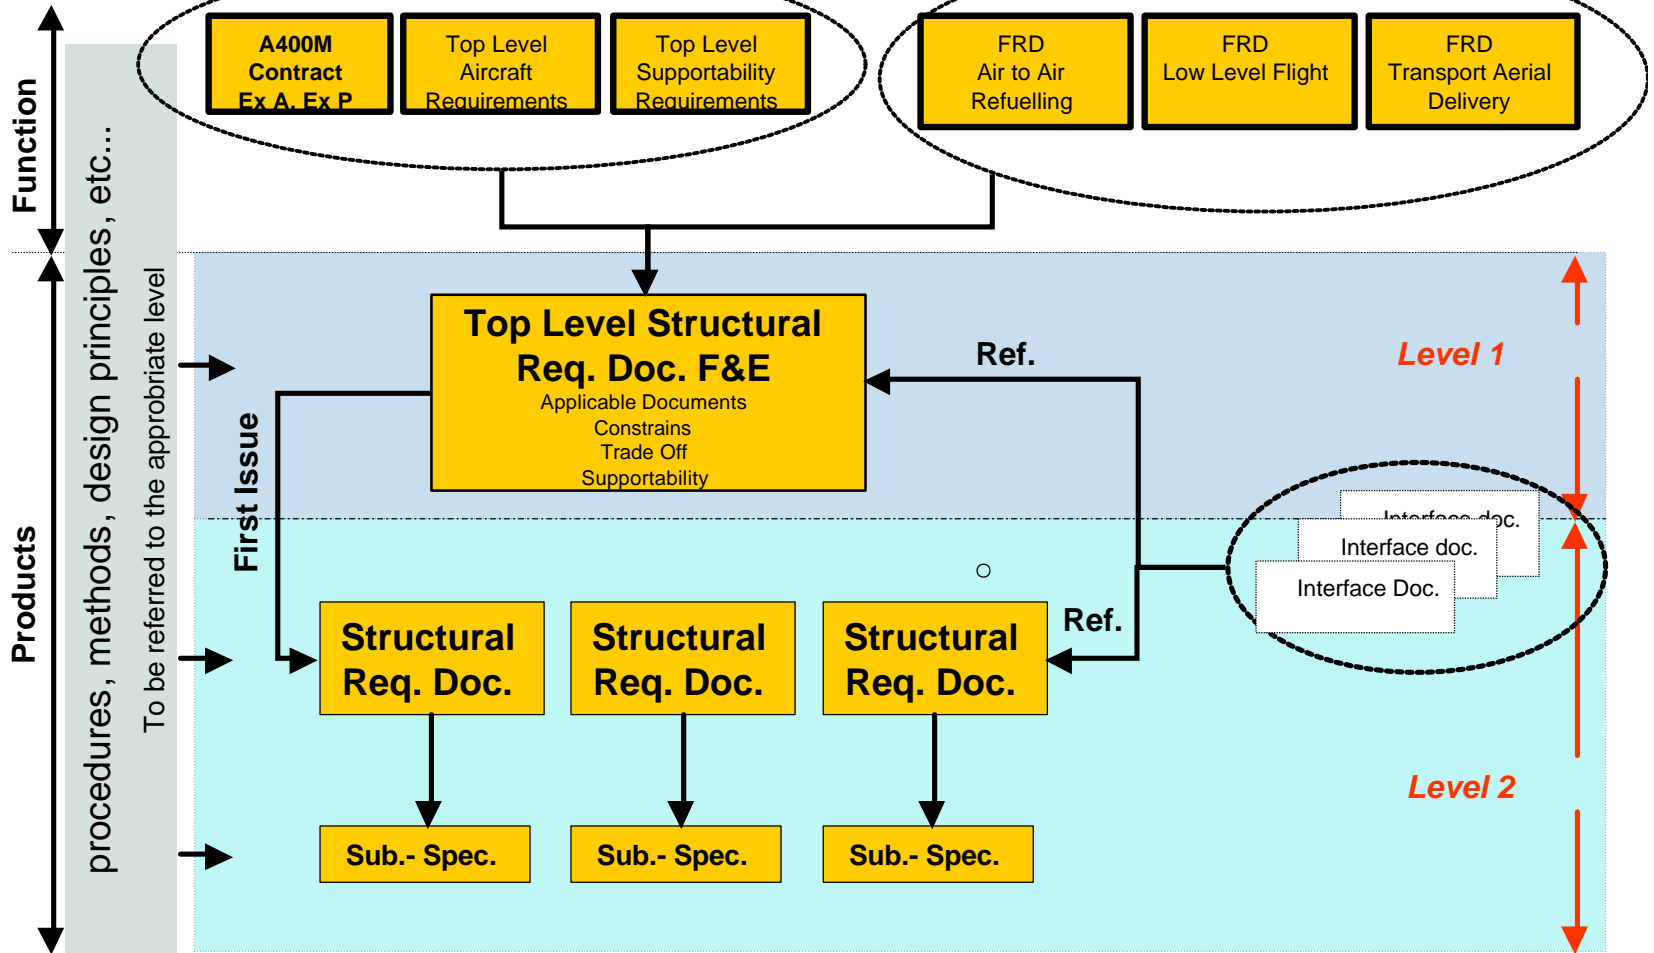 A400M
Contract
Ex A. Ex P
Top Level
Aircraft
Requirements
Top Level
Supportability
Requirements
FRD
Air to Air
Refuelling
FRD
Low Level Flight
FRD
Transport Aerial
Delivery
Function
Products
procedures, methods, design principles, etc...
To be referred to the approbriate level
Top Level Structural
Req. Doc. F&E
Applicable Documents
Constrains
Trade Off
Supportability
Ref.
Level 1
First Issue
Interface doc.
Interface doc.
Interface Doc.
Structural
Req. Doc.
Structural
Req. Doc.
Structural
Req. Doc.
Ref.
Level 2
Sub.- Spec.
Sub.- Spec.
Sub.- Spec.